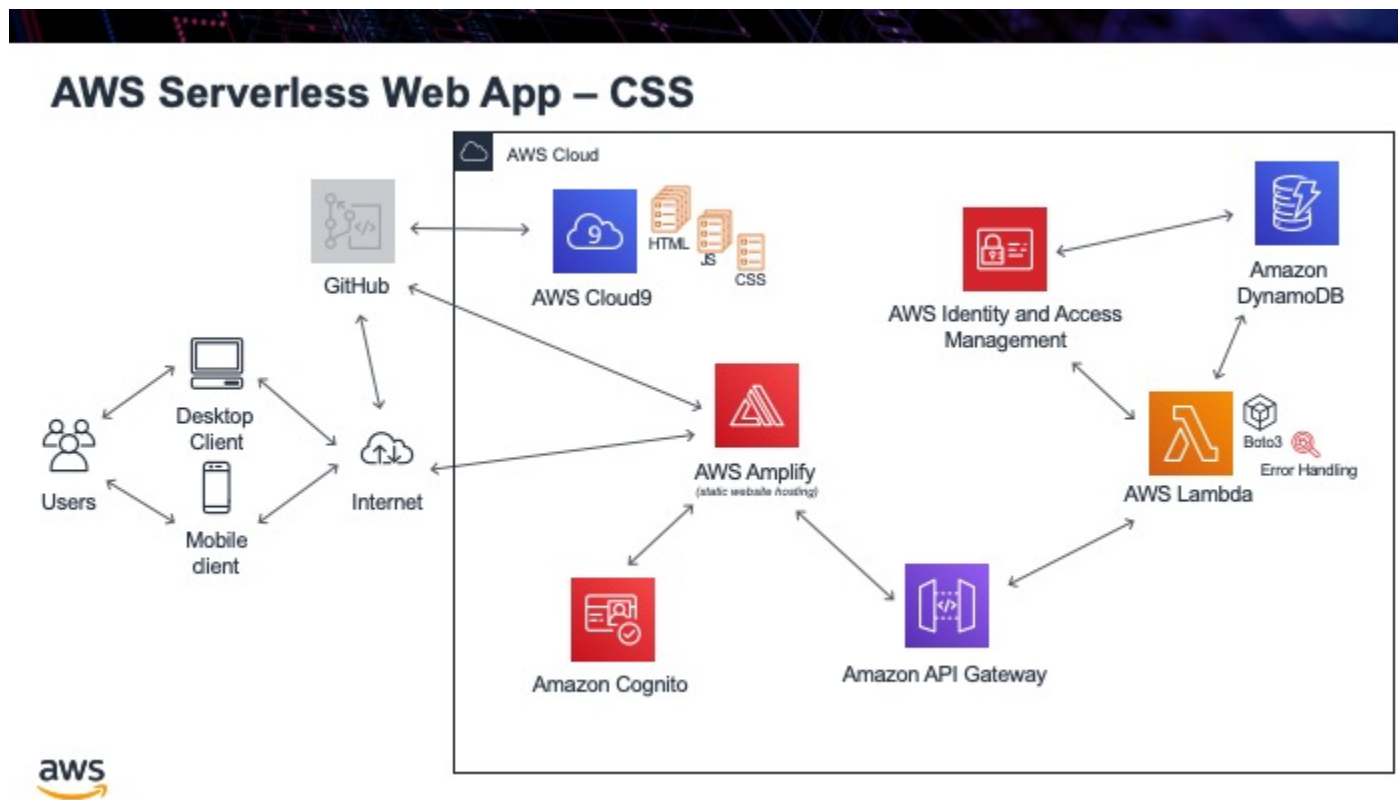 AWS Serverless Web App – CSS
AWS Cloud
GitHub
9
AWS Cloud9
HTML
JS
CSS
AWS Identity and Access
Management
Amazon
DynamoDB
Users
Desktop
Client
Mobile
client
Internet
AWS Amplify
(static website hosting)
AWS Lambda
Boto3
Error Handling
Amazon Cognito
Amazon API Gateway
aws